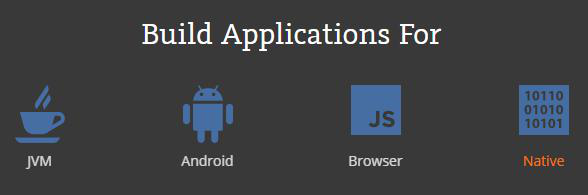 Build Applications For
JS
10110
01010
10101
JVM Android Browser Native